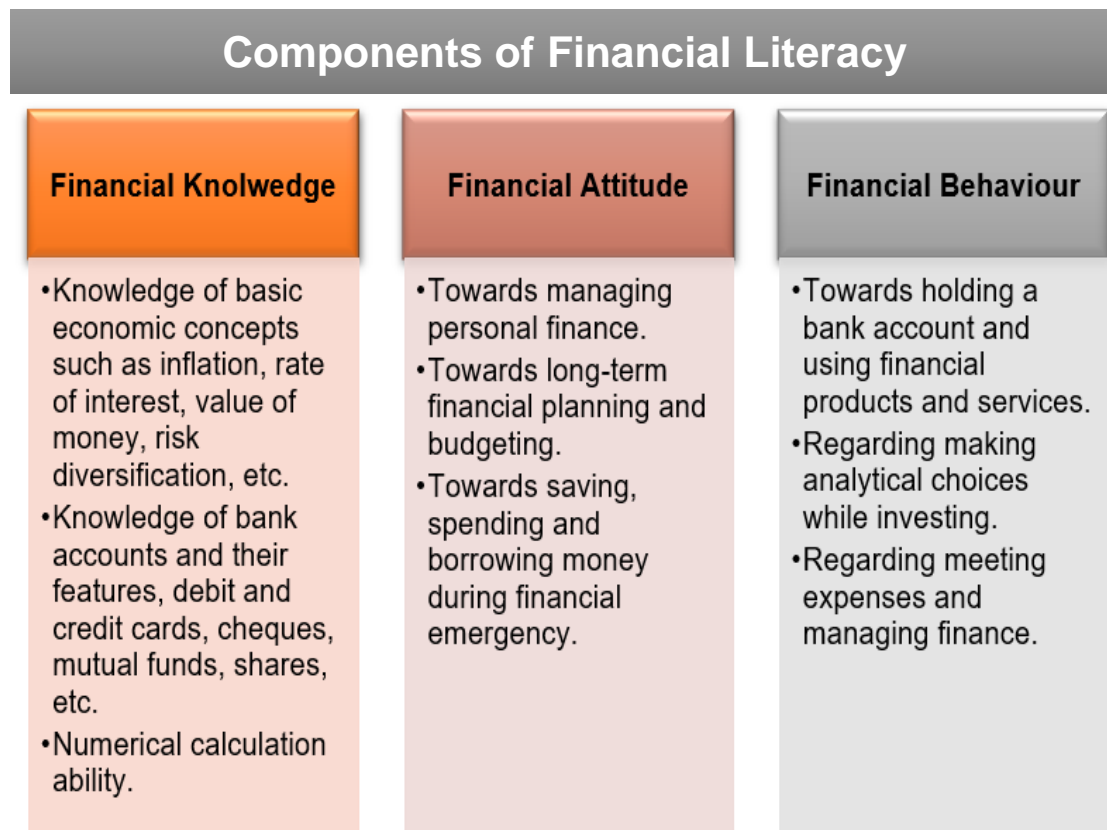 Components of Financial Literacy
Financial Knolwedge
•Knowledge of basic
economic concepts
such as inflation, rate
of interest, value of
money, risk
diversification, etc.
•Knowledge of bank
accounts and their
features, debit and
credit cards, cheques,
mutual funds, shares,
etc.
•Numerical calculation
ability.
Financial Attitude
•Towards managing
personal finance.
•Towards long-term
financial planning and
budgeting.
•Towards saving,
spending and
borrowing money
during financial
emergency.
Financial Behaviour
•Towards holding a
bank account and
using financial
products and services.
•Regarding making
analytical choices
while investing.
•Regarding meeting
expenses and
managing finance.